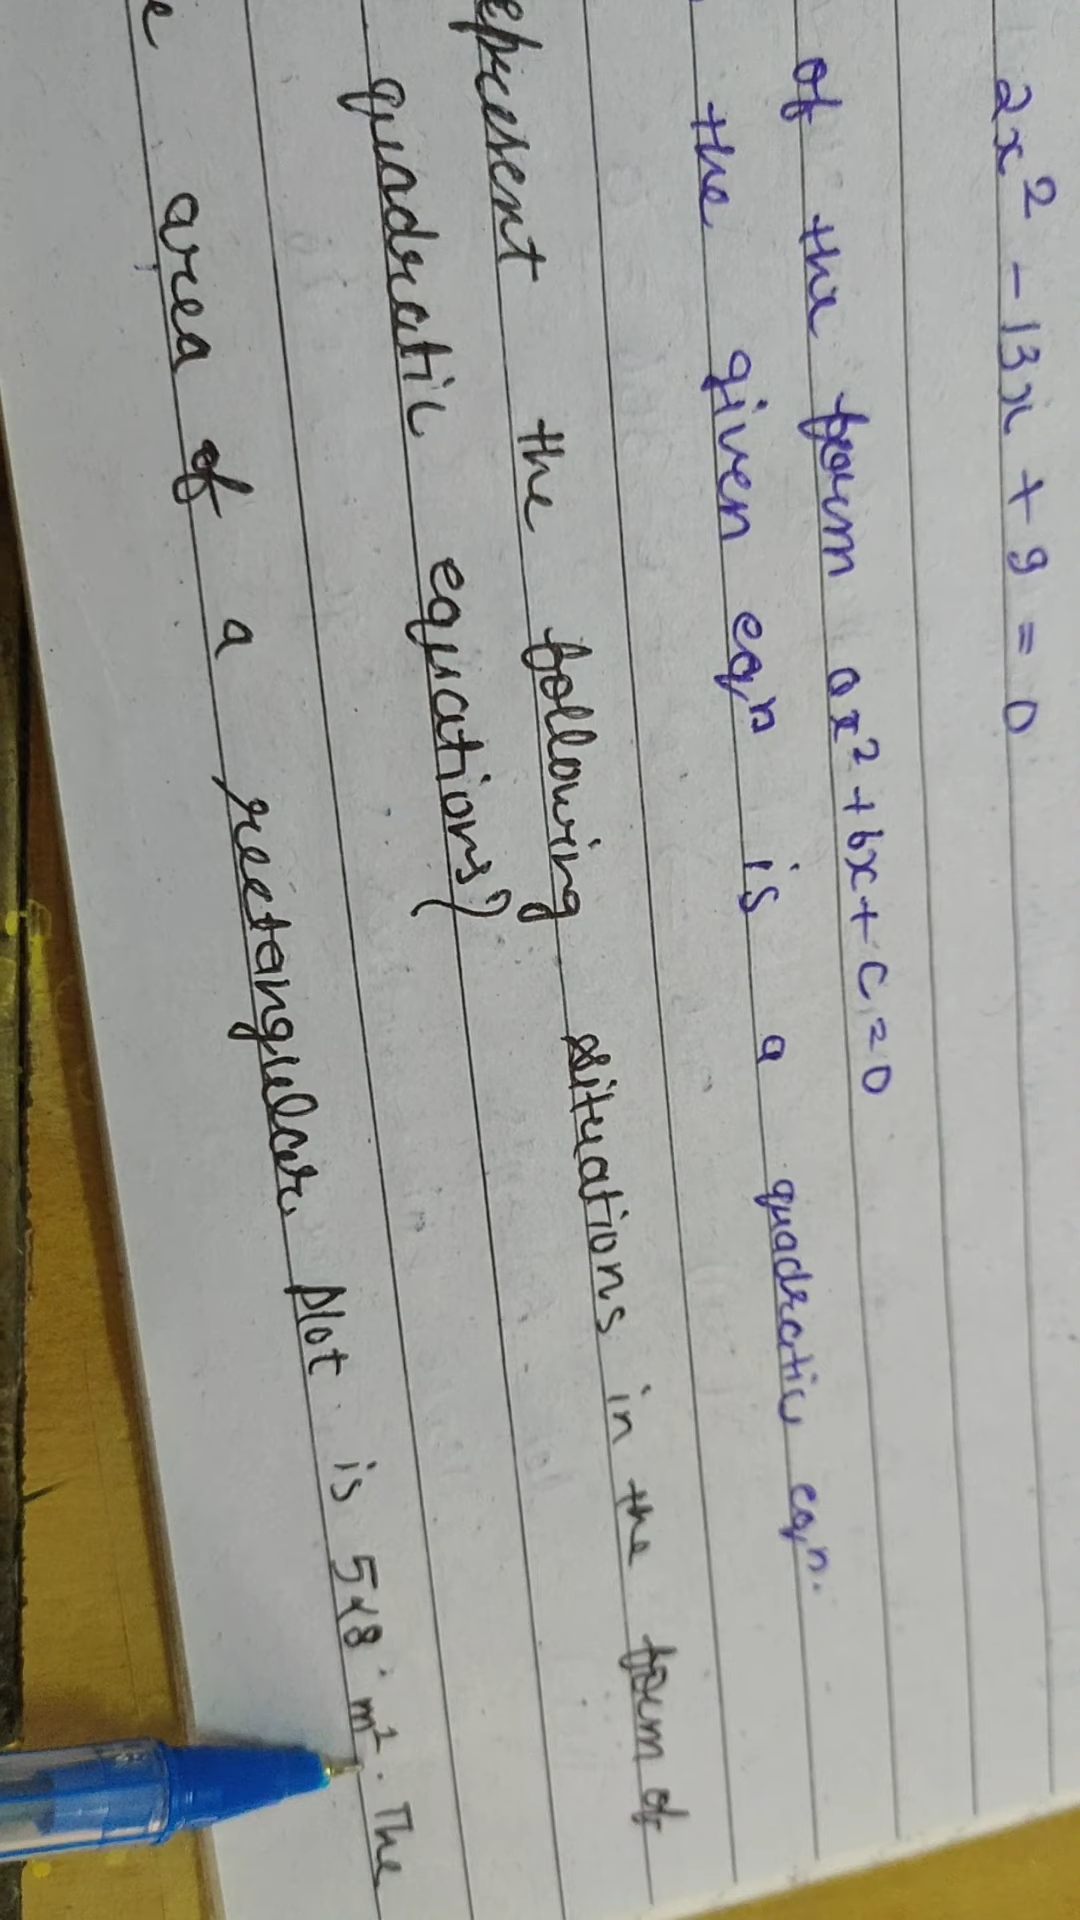 2x² - 13x + 9 = 0
of the form ax² + bx + c = 0
the given eqⁿ is a quadratic eqⁿ.
epresent the following situations in the form of
quadratic equations?
e area of a rectangular plot is 528 m². The